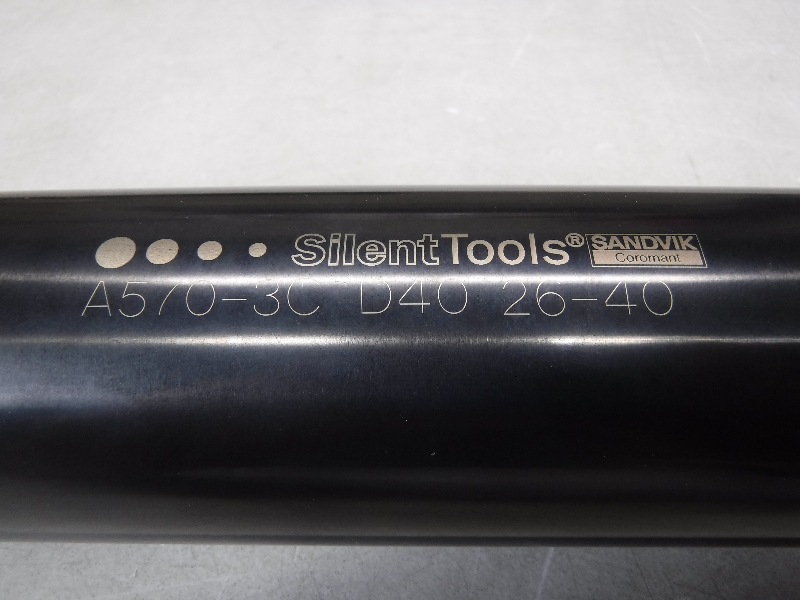 SilentTools® SANDVIK
Coromant
A570-3C D40 26-40